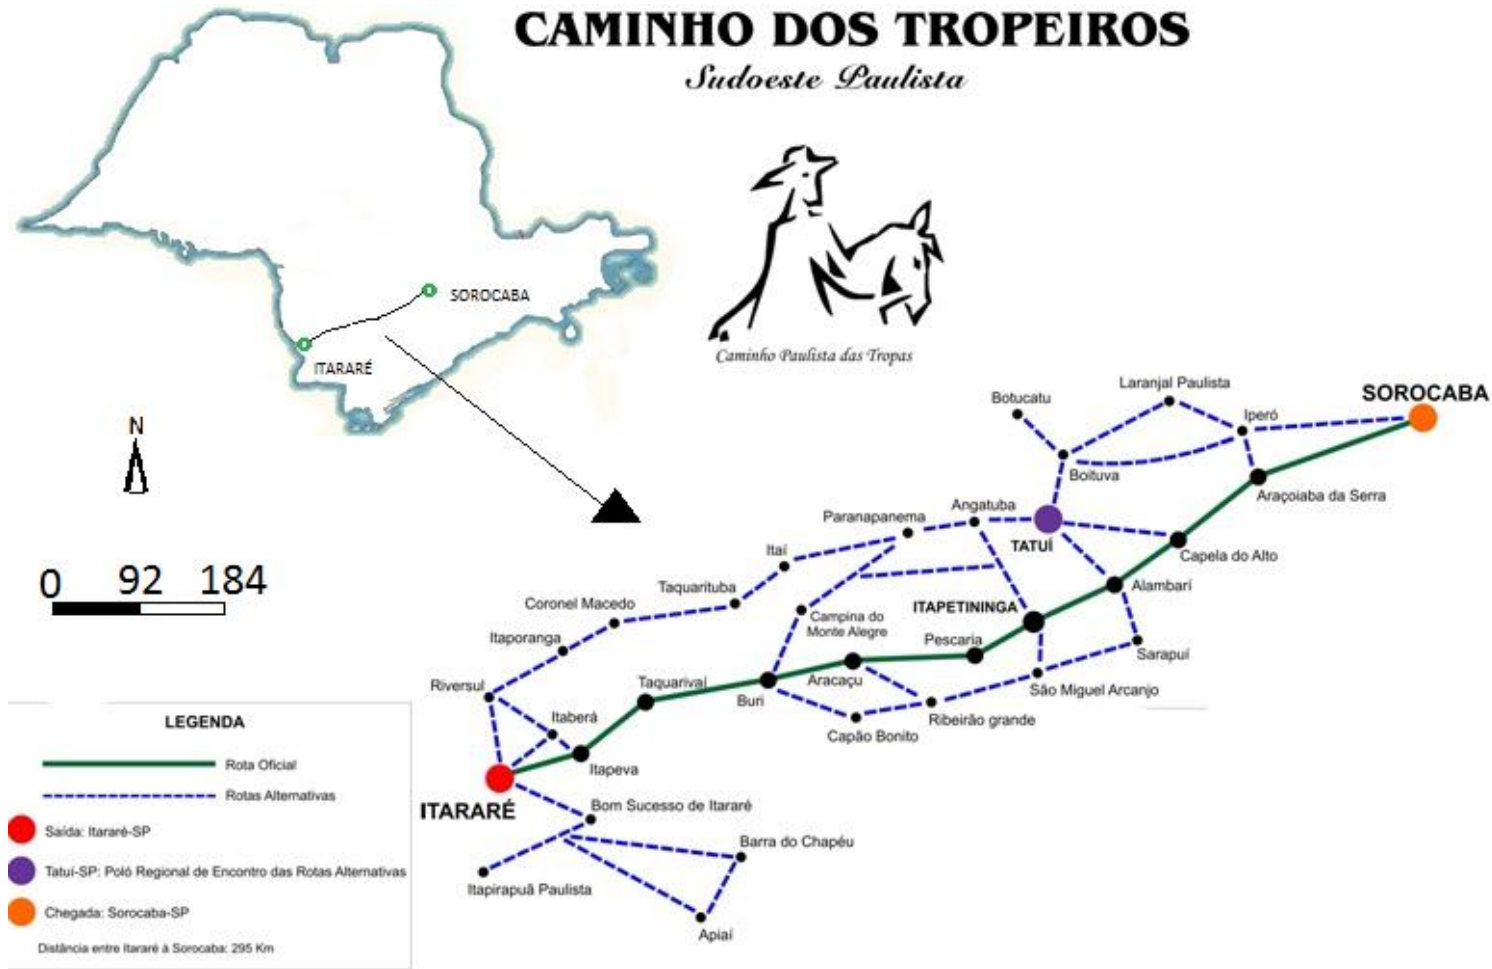 CAMINHO DOS TROPEIROS
Sudoeste Paulista
SOROCABA
ITARARÉ
Caminho Paulista das Tropas
N
0 92 184
Laranjal Paulista
SOROCABA
Botucatu
Iperó
Boituva
Araçoiaba da Serra
Angatuba
Paranapanema
TATUÍ
Capela do Alto
Itaí
Taquarituba
Alambarí
Coronel Macedo
ITAPETININGA
Campina do
Monte Alegre
Itaporanga
Pescaria
Sarapuí
Riversul
Taquarivaí
Aracaçu
São Miguel Arcanjo
Buri
Itaberá
Ribeirão grande
Capão Bonito
Itapeva
ITARARÉ
Bom Sucesso de Itararé
Barra do Chapéu
Itapirapuã Paulista
Apiaí
LEGENDA
Rota Oficial
Rotas Alternativas
Saída: Itararé-SP
Tatuí-SP: Poló Regional de Encontro das Rotas Alternativas
Chegada: Sorocaba-SP
Distância entre Itararé à Sorocaba: 295 Km